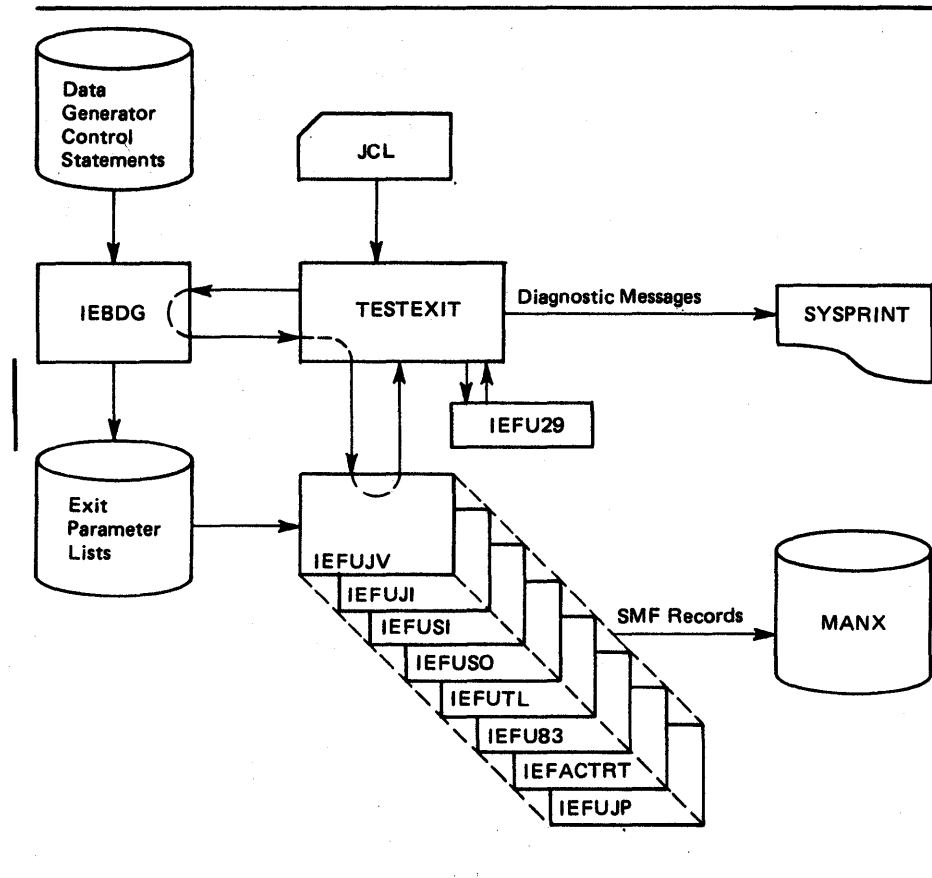 Data
Generator
Control
Statements
JCL
IEBDG
TESTEXIT
Diagnostic Messages
SYSPRINT
IEFU29
Exit
Parameter
Lists
IEFUJV
IEFUJI
IEFUSI
IEFUSO
IEFUTL
IEFU83
IEFACTRT
IEFUJP
SMF Records
MANX